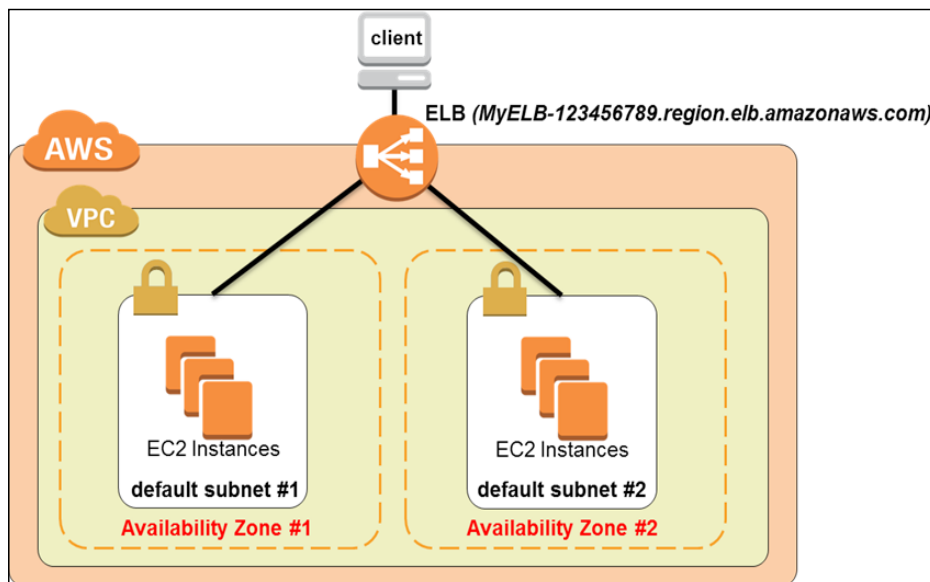 client
ELB (MyELB-123456789.region.elb.amazonaws.com)
AWS
VPC
EC2 Instances
default subnet #1
Availability Zone #1
EC2 Instances
default subnet #2
Availability Zone #2